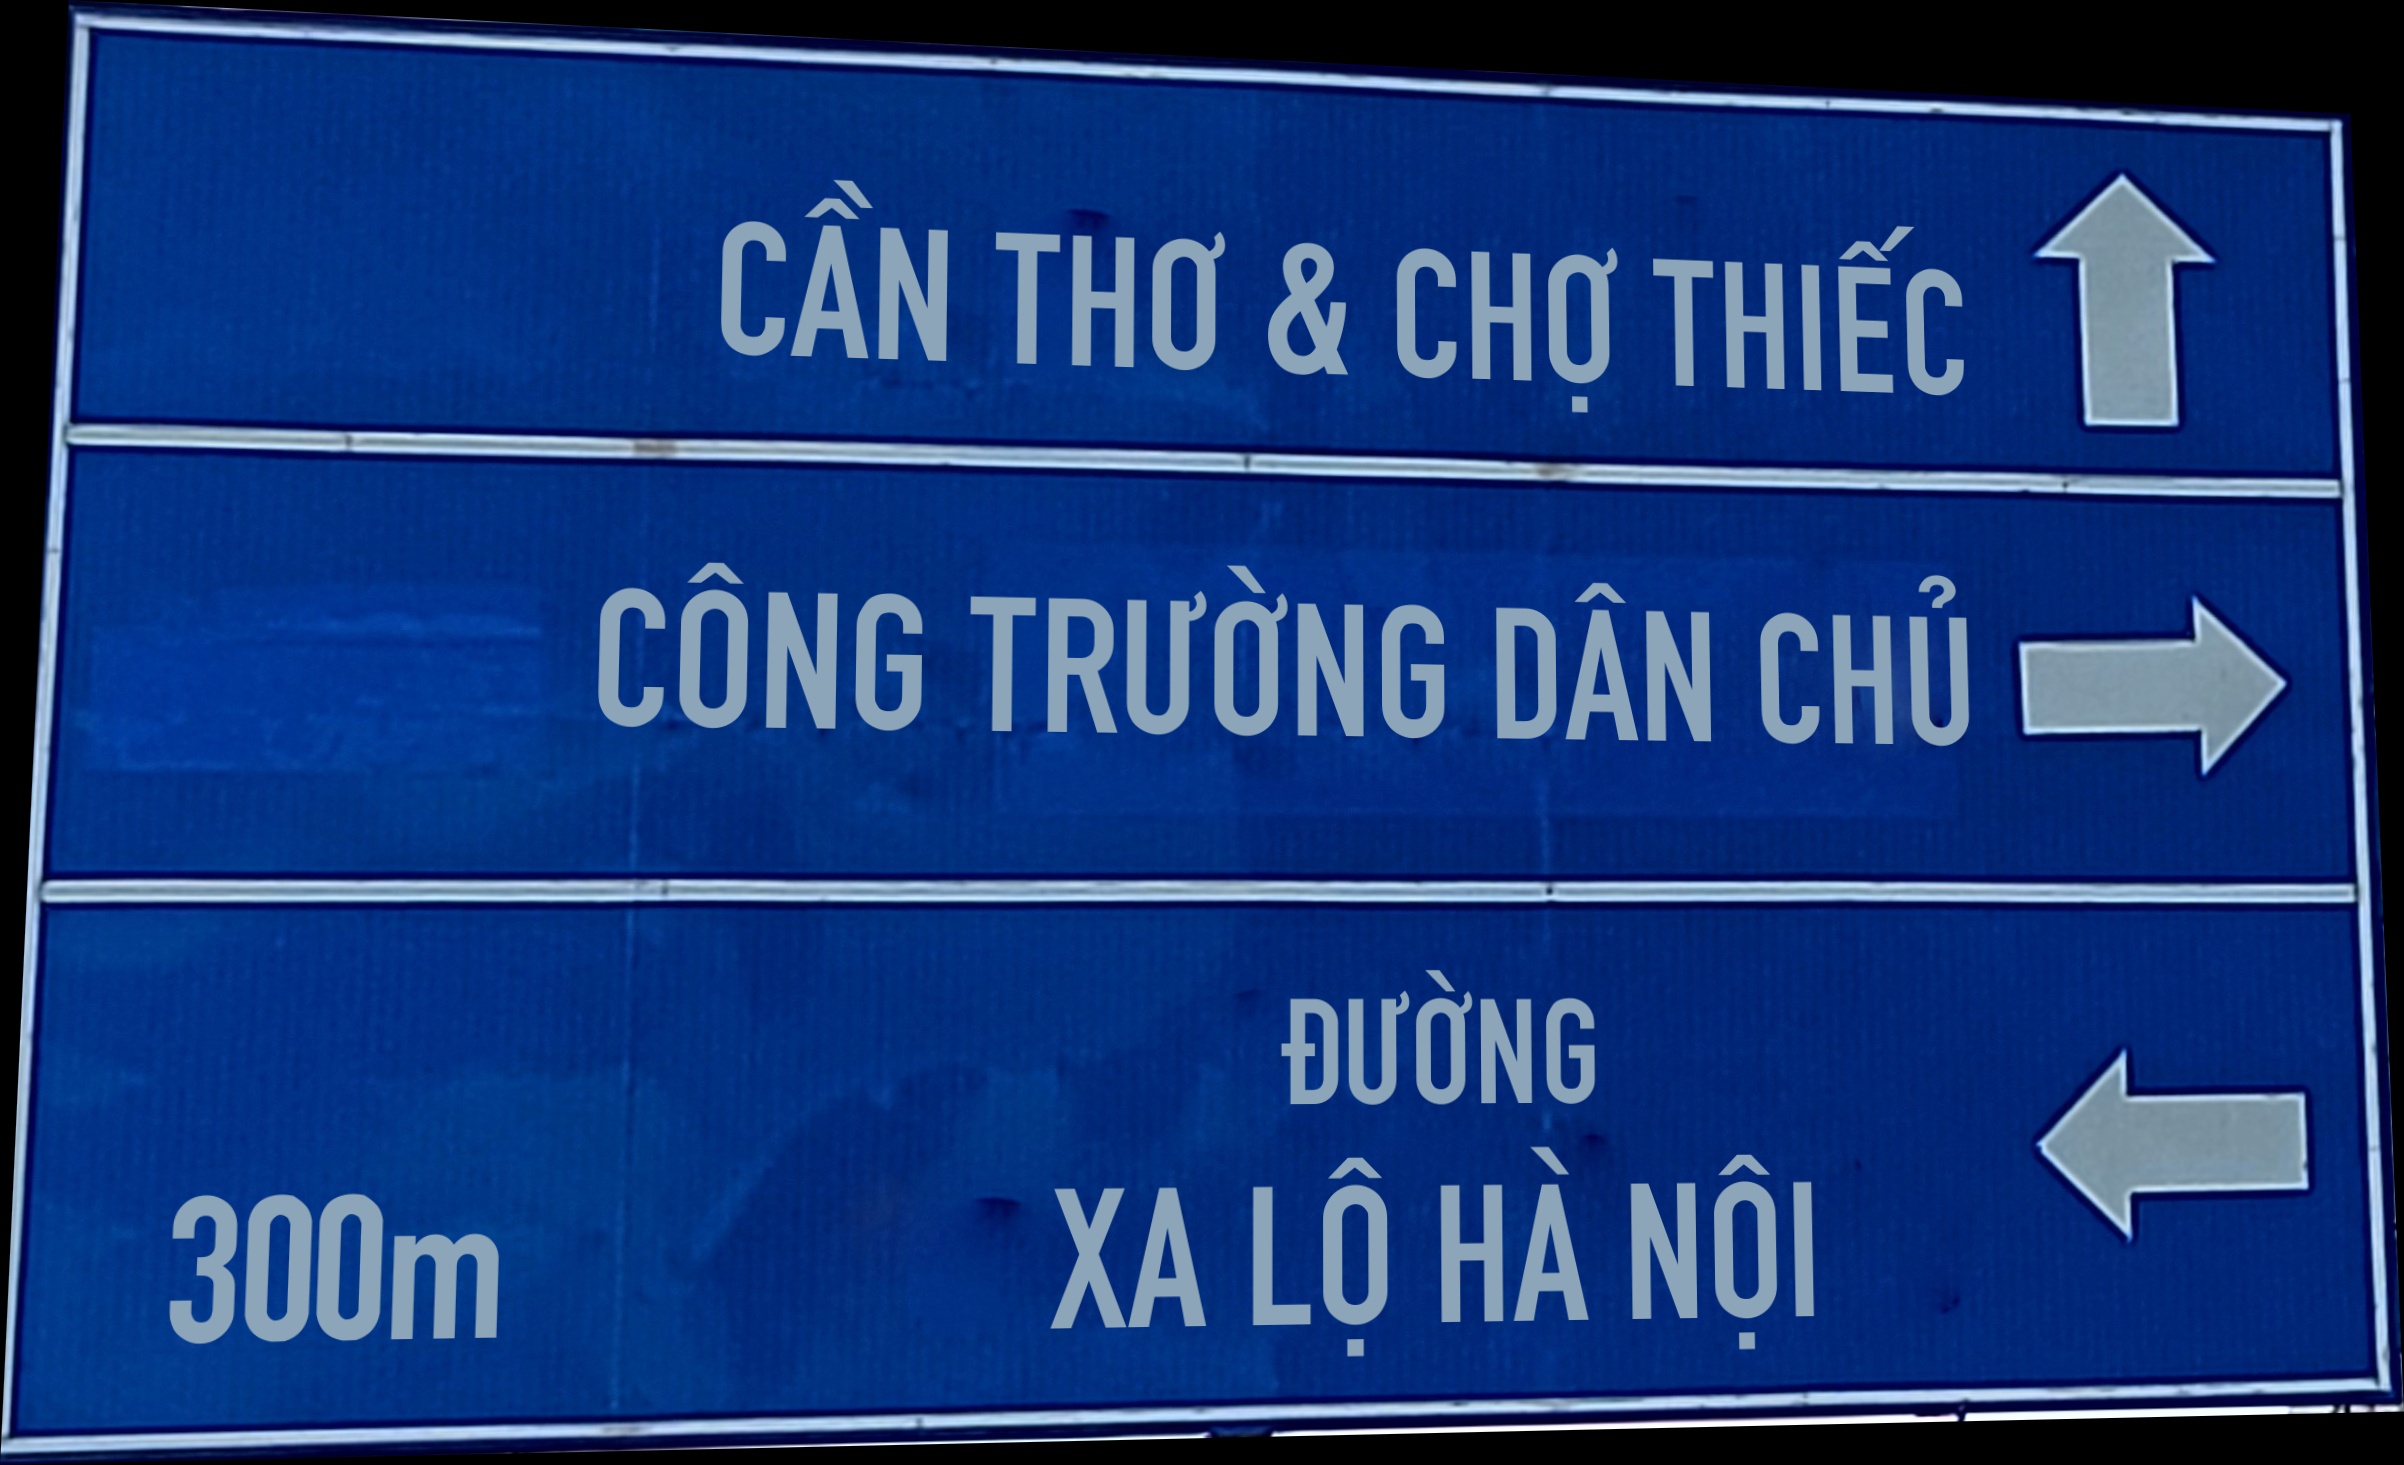 CẦN THƠ & CHỢ THIẾC
CÔNG TRƯỜNG DÂN CHỦ
ĐƯỜNG
XA LỘ HÀ NỘI
300m